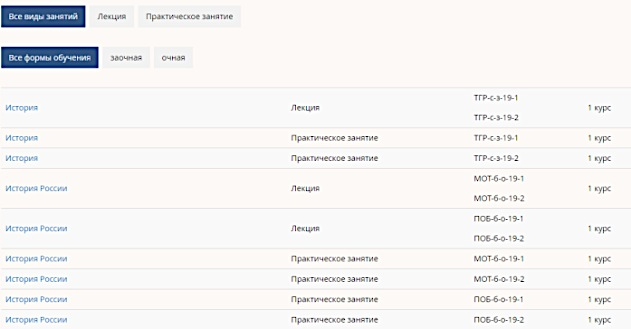 Все виды занятий Лекция Практическое занятие
Все формы обучения заочная очная
ТГР-с-з-19-1
История Лекция 1 курс
ТГР-с-з-19-2
История Практическое занятие ТГР-с-з-19-1 1 курс
История Практическое занятие ТГР-с-з-19-2 1 курс
МОТ-б-о-19-1
История России Лекция 1 курс
МОТ-б-о-19-2
ПОБ-б-о-19-1
История России Лекция 1 курс
ПОБ-б-о-19-2
История России Практическое занятие МОТ-б-о-19-1 1 курс
История России Практическое занятие МОТ-б-о-19-2 1 курс
История России Практическое занятие ПОБ-б-о-19-1 1 курс
История России Практическое занятие ПОБ-б-о-19-2 1 курс